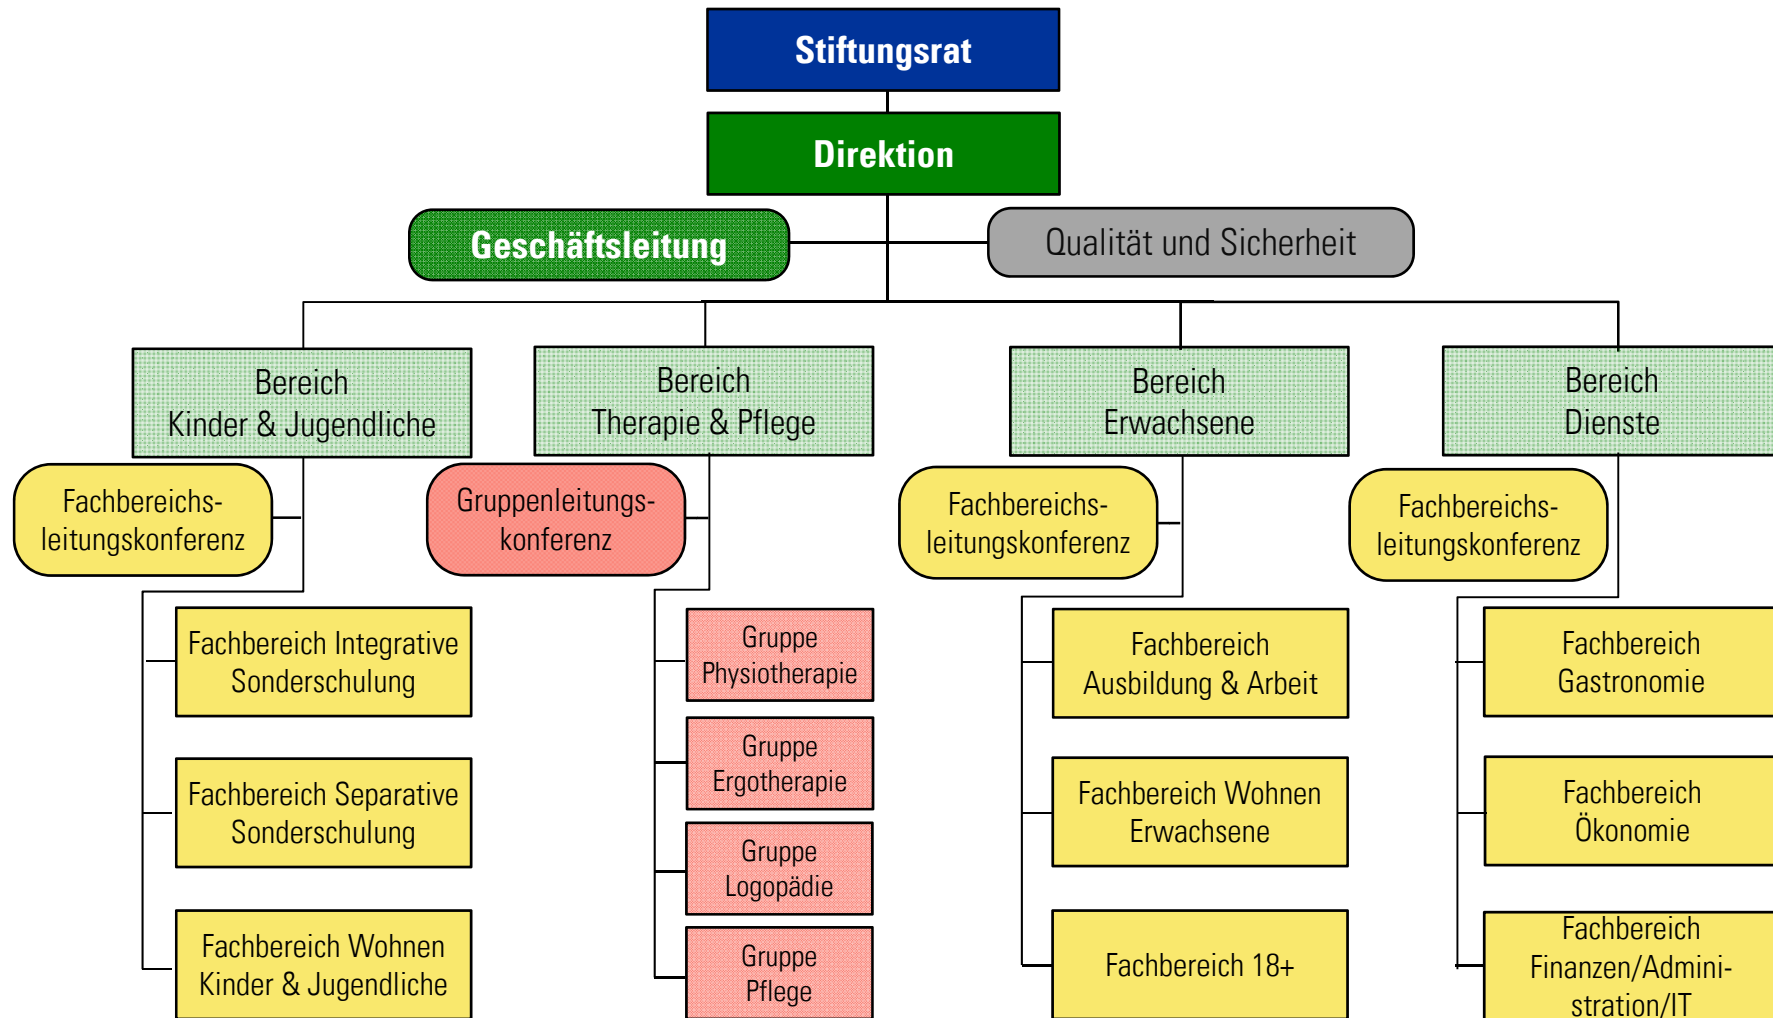 Stiftungsrat
Direktion
Geschäftsleitung
Qualität und Sicherheit
Bereich
Kinder & Jugendliche
Bereich
Therapie & Pflege
Bereich
Erwachsene
Bereich
Dienste
Fachbereichs-
leitungskonferenz
Gruppenleitungs-
konferenz
Fachbereichs-
leitungskonferenz
Fachbereichs-
leitungskonferenz
Fachbereich Integrative
Sonderschulung
Fachbereich Separative
Sonderschulung
Fachbereich Wohnen
Kinder & Jugendliche
Gruppe
Physiotherapie
Gruppe
Ergotherapie
Gruppe
Logopädie
Gruppe
Pflege
Fachbereich
Ausbildung & Arbeit
Fachbereich Wohnen
Erwachsene
Fachbereich 18+
Fachbereich
Gastronomie
Fachbereich
Ökonomie
Fachbereich
Finanzen/Admini-
stration/IT